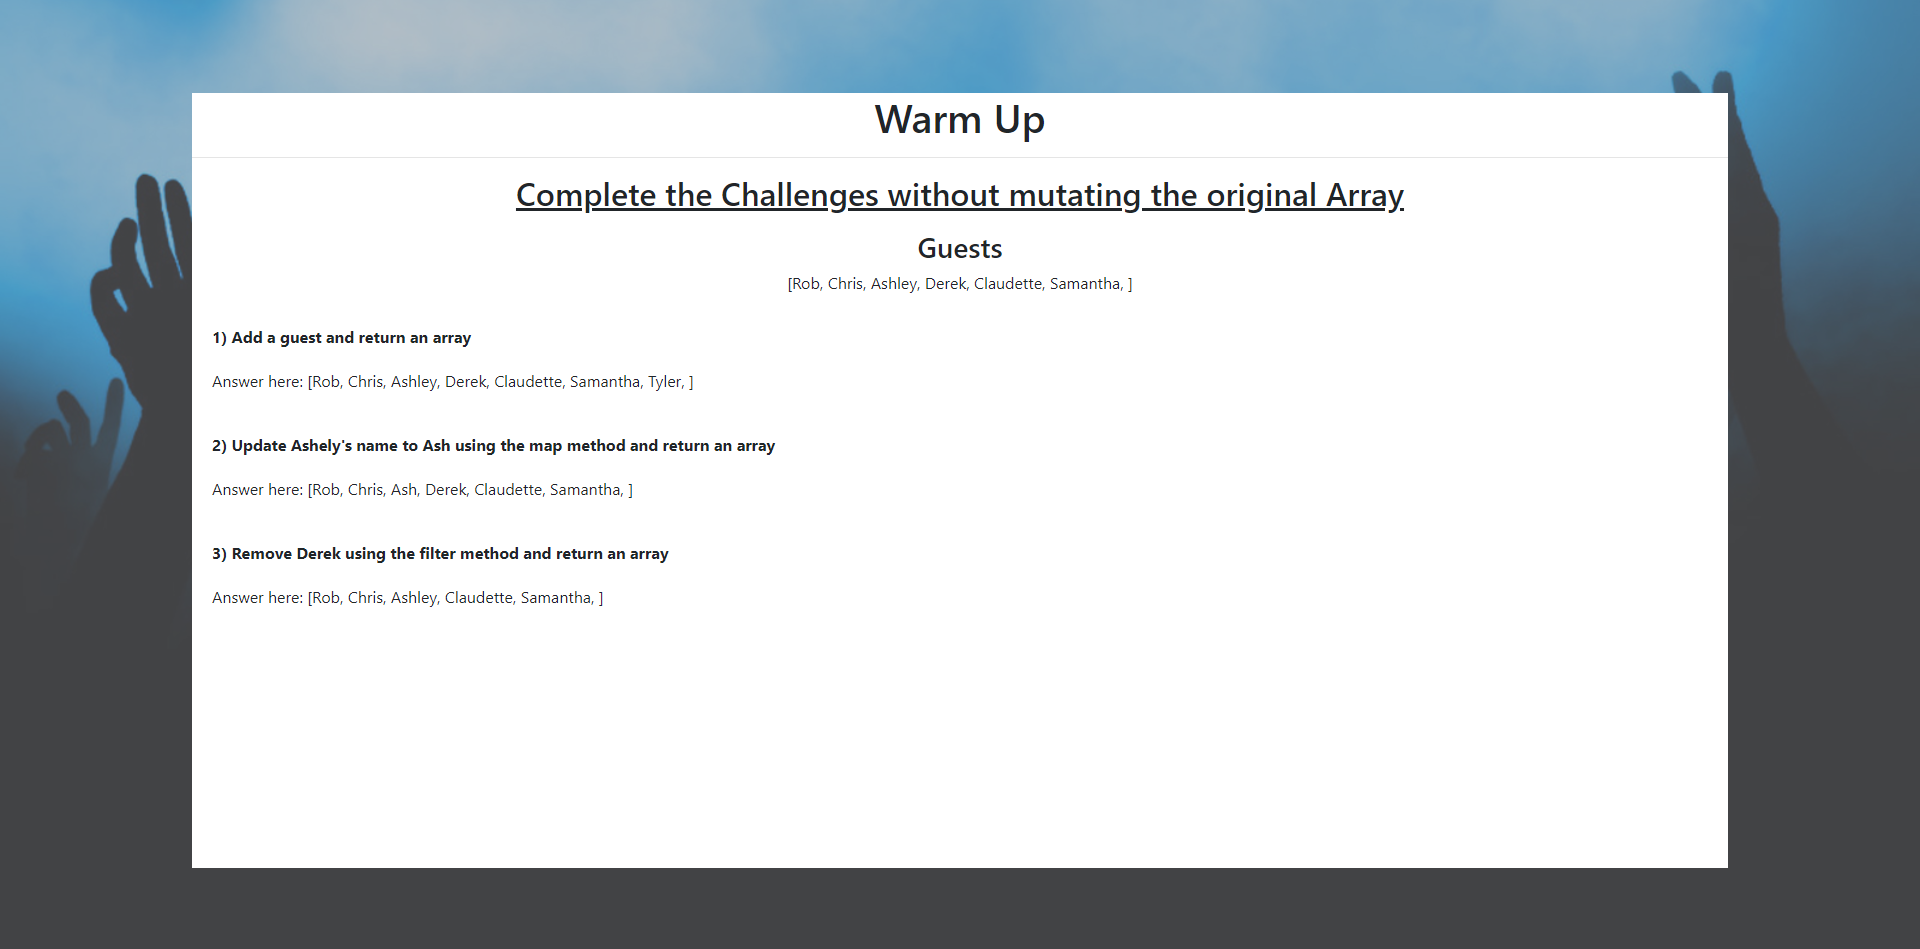 Warm Up
Complete the Challenges without mutating the original Array
Guests
[Rob, Chris, Ashley, Derek, Claudette, Samantha, ]
1) Add a guest and return an array
Answer here: [Rob, Chris, Ashley, Derek, Claudette, Samantha, Tyler, ]
2) Update Ashely's name to Ash using the map method and return an array
Answer here: [Rob, Chris, Ash, Derek, Claudette, Samantha, ]
3) Remove Derek using the filter method and return an array
Answer here: [Rob, Chris, Ashley, Claudette, Samantha, ]